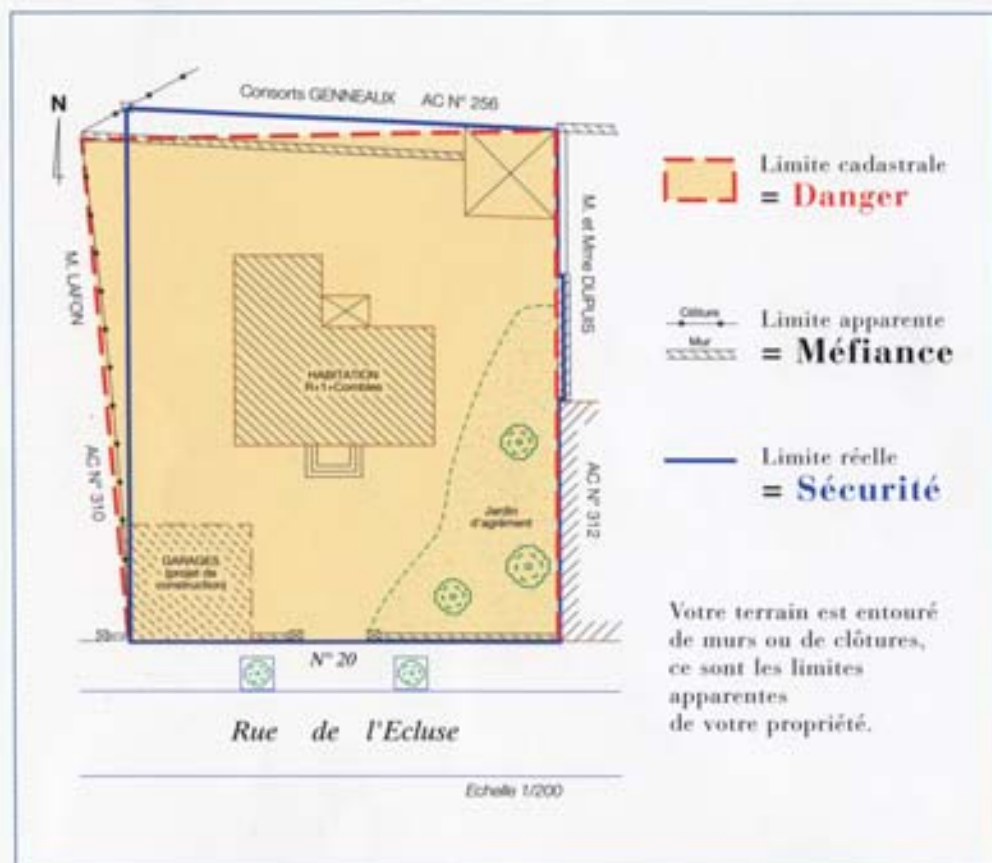 Consorts GENNEAUX AC N° 256
N
M. LAFON
AC N° 310
M. et Mme DUPUIS
AC N° 312
HABITATION
R+1+Combles
Jardin
d'agrément
GARAGES
(projet de
construction)
N° 20
Rue de l'Ecluse
Echelle 1/200
Limite cadastrale
= Danger
Clôture
Mur
Limite apparente
= Méfiance
Limite réelle
= Sécurité
Votre terrain est entouré
de murs ou de clôtures,
ce sont les limites
apparentes
de votre propriété.